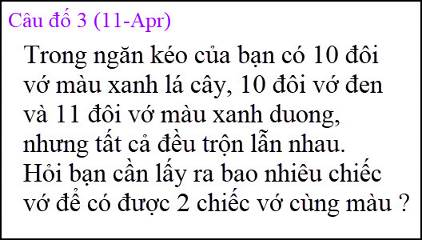 Câu đố 3 (11-Apr)
Trong ngăn kéo của bạn có 10 đôi
vớ màu xanh lá cây, 10 đôi vớ đen
và 11 đôi vớ màu xanh duong,
nhưng tất cả đều trộn lẫn nhau.
Hỏi bạn cần lấy ra bao nhiêu chiếc
vớ để có được 2 chiếc vớ cùng màu ?